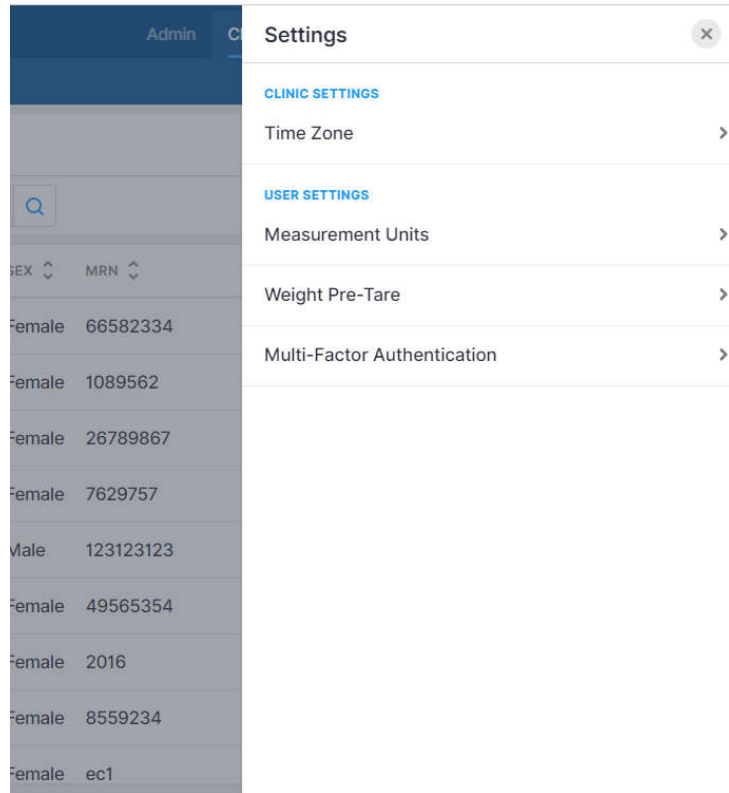 Admin
Settings
CLINIC SETTINGS
Time Zone
USER SETTINGS
Measurement Units
Weight Pre-Tare
Multi-Factor Authentication
MRN
Female 66582334
Female 1089562
Female 26789867
Female 7629757
Male 123123123
Female 49565354
Female 2016
Female 8559234
Female ec1